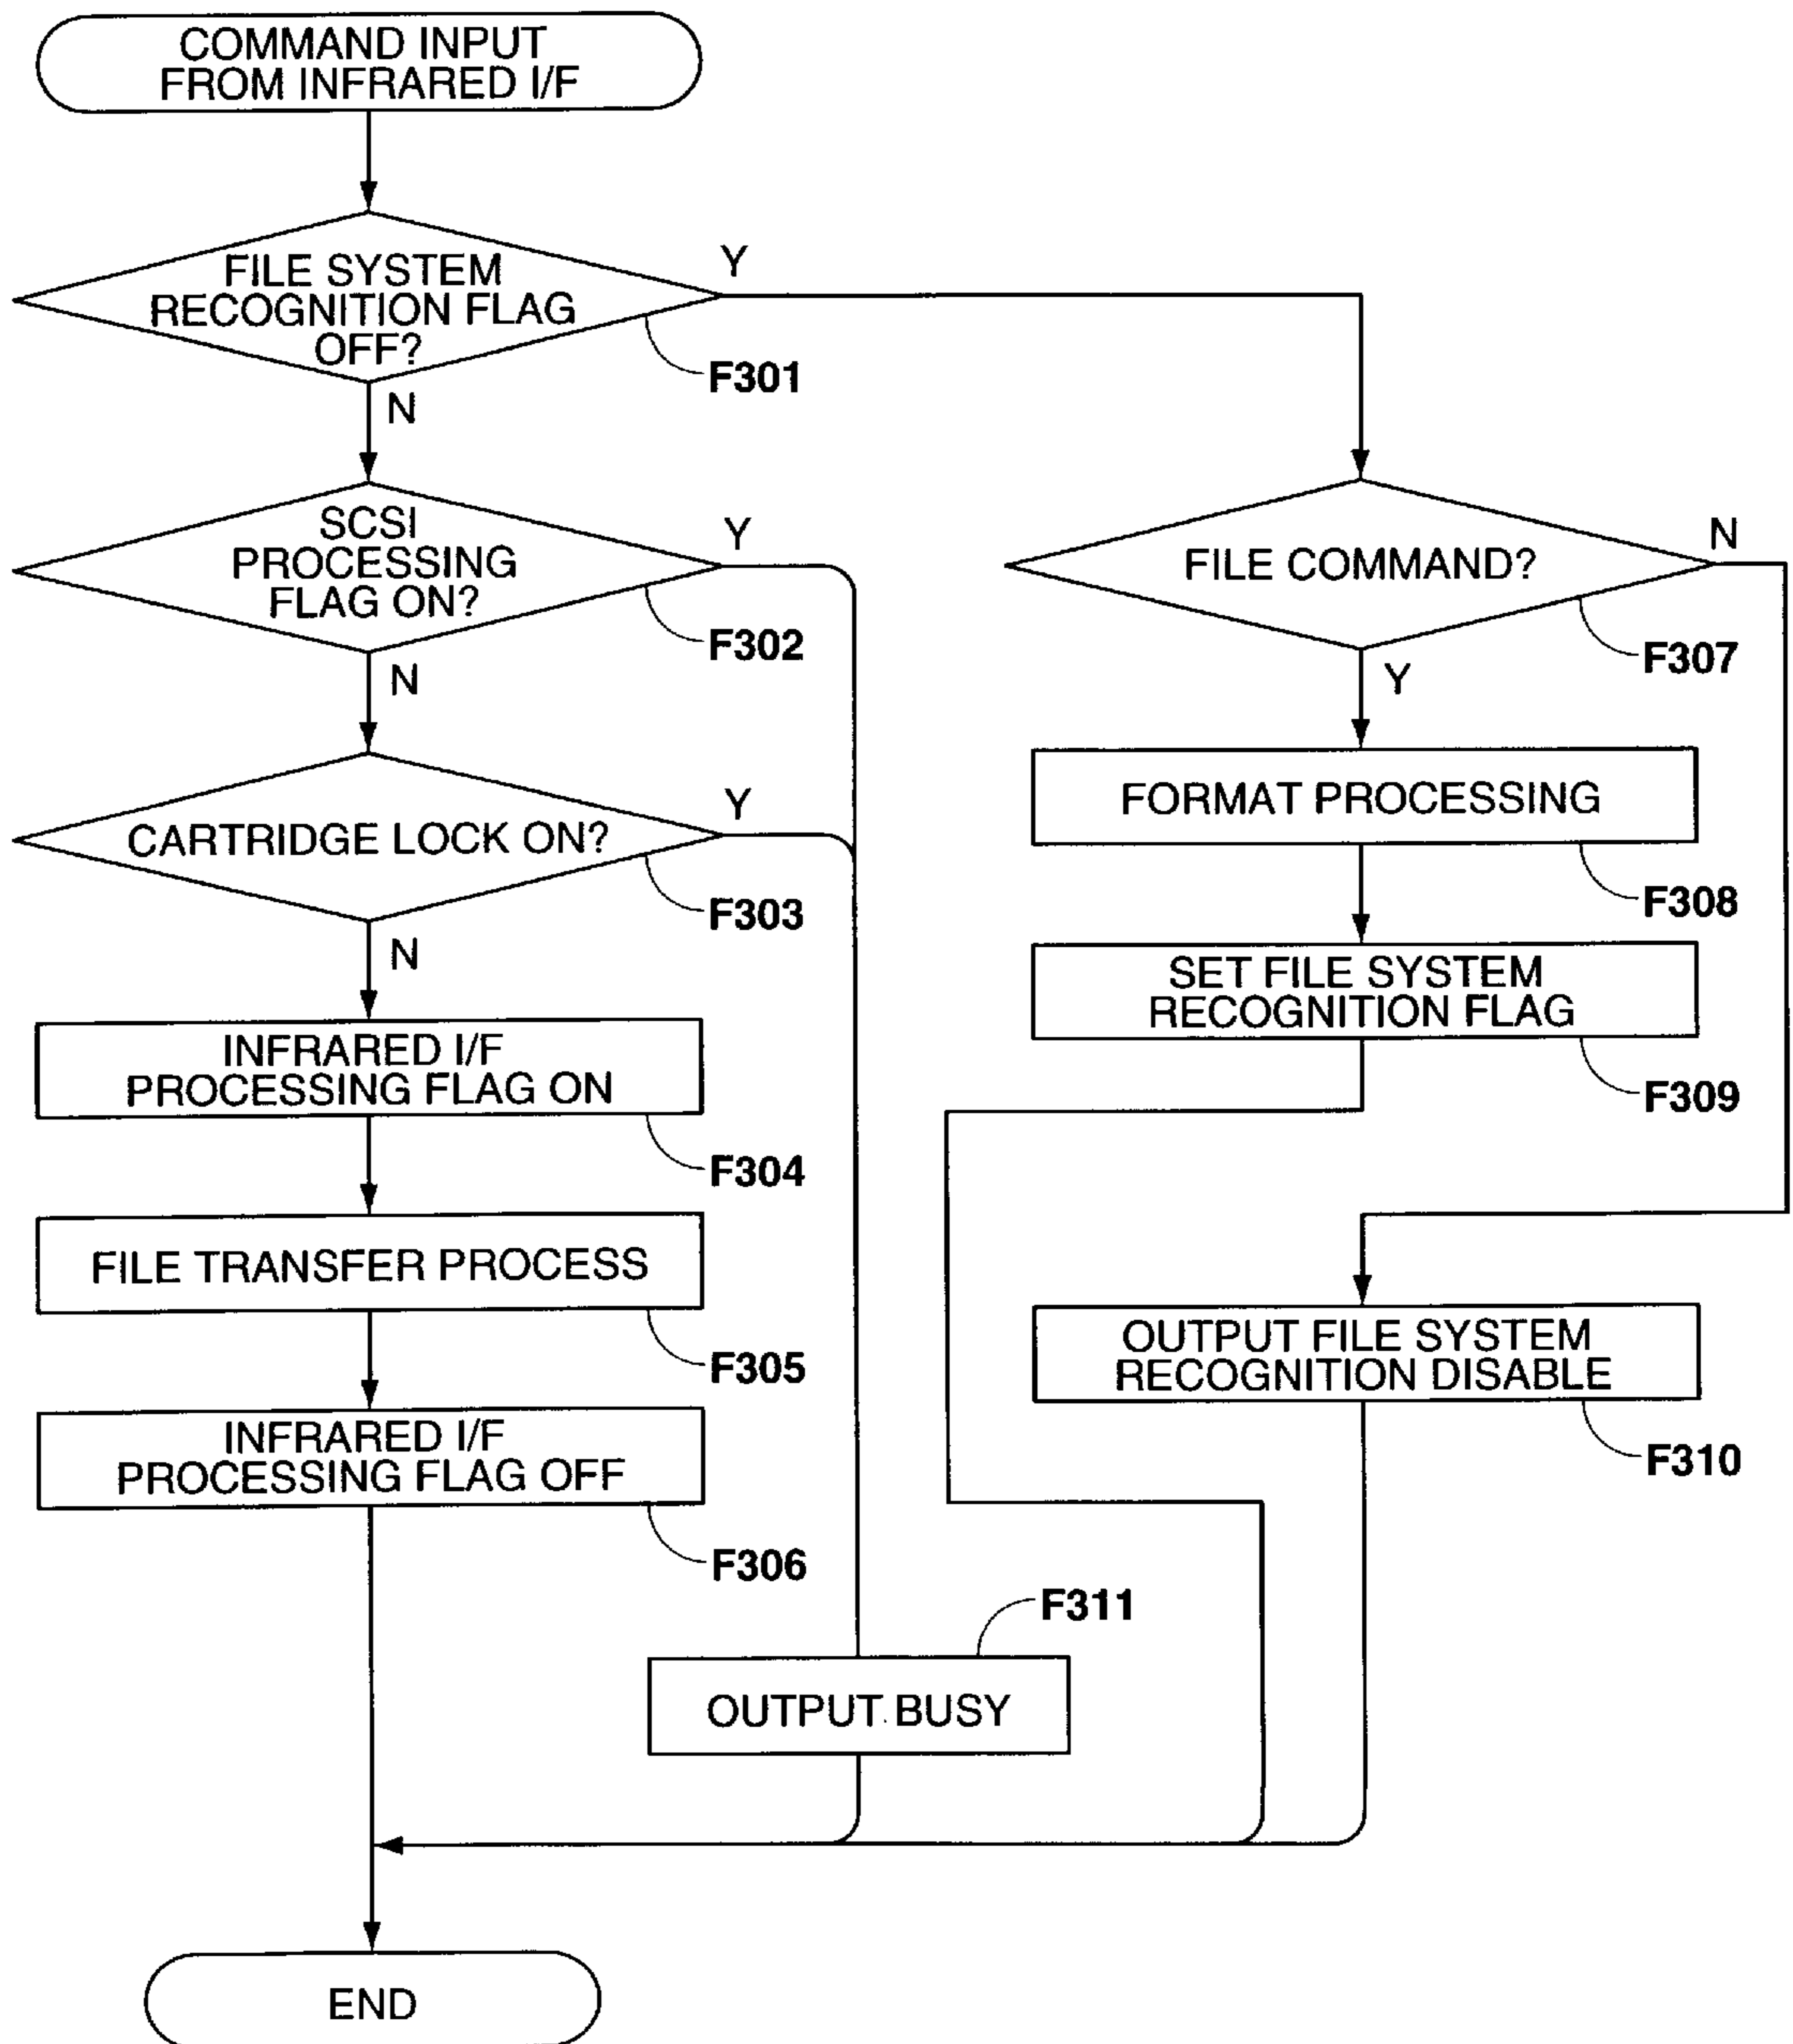 COMMAND INPUT
FROM INFRARED I/F
FILE SYSTEM
RECOGNITION FLAG
OFF?
Y
F301
N
SCSI
PROCESSING
FLAG ON?
Y
F302
N
CARTRIDGE LOCK ON?
Y
F303
N
INFRARED I/F
PROCESSING FLAG ON
F304
FILE TRANSFER PROCESS
F305
INFRARED I/F
PROCESSING FLAG OFF
F306
FILE COMMAND?
N
F307
Y
FORMAT PROCESSING
F308
SET FILE SYSTEM
RECOGNITION FLAG
F309
OUTPUT FILE SYSTEM
RECOGNITION DISABLE
F310
F311
OUTPUT BUSY
END